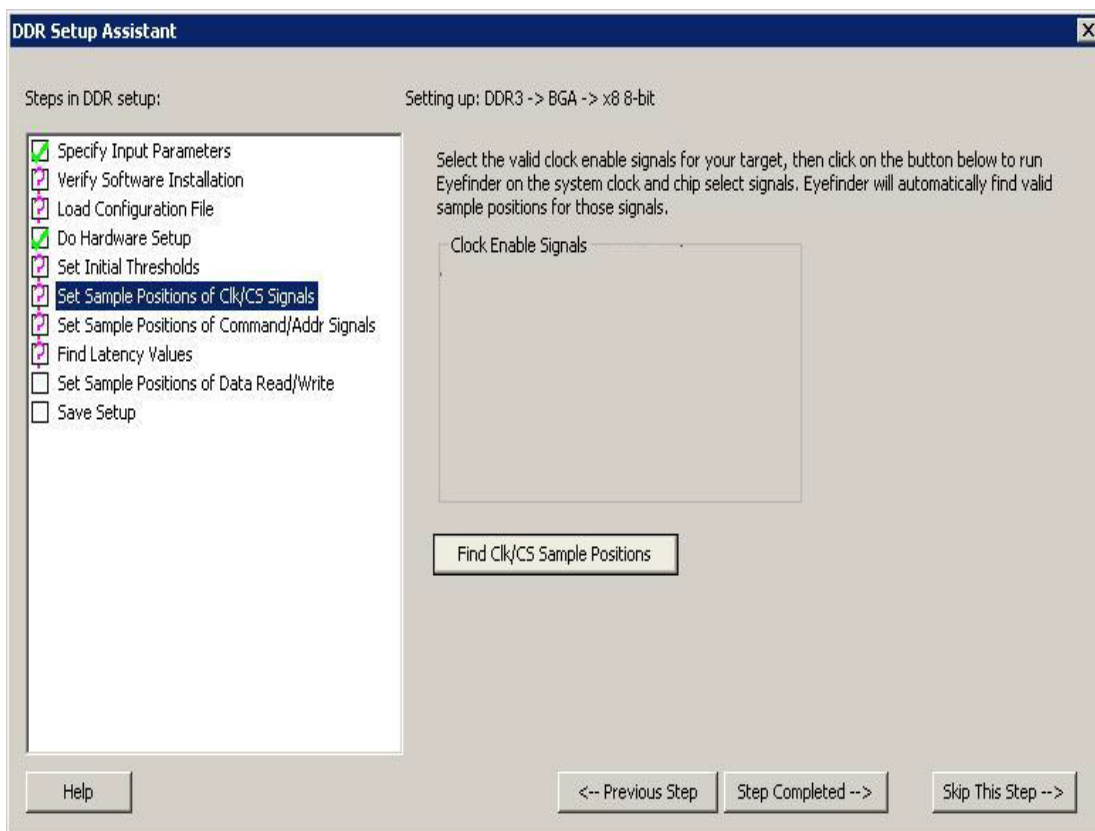 DDR Setup Assistant
X
Steps in DDR setup:
Setting up: DDR3 -> BGA -> x8 8-bit
? Specify Input Parameters
? Verify Software Installation
? Load Configuration File
Do Hardware Setup
? Set Initial Thresholds
? Set Sample Positions of Clk/CS Signals
? Set Sample Positions of Command/Addr Signals
? Find Latency Values
Set Sample Positions of Data Read/Write
Save Setup
Select the valid clock enable signals for your target, then click on the button below to run
Eyefinder on the system clock and chip select signals. Eyefinder will automatically find valid
sample positions for those signals.
Clock Enable Signals
Find Clk/CS Sample Positions
Help
<-- Previous Step
Step Completed -->
Skip This Step -->